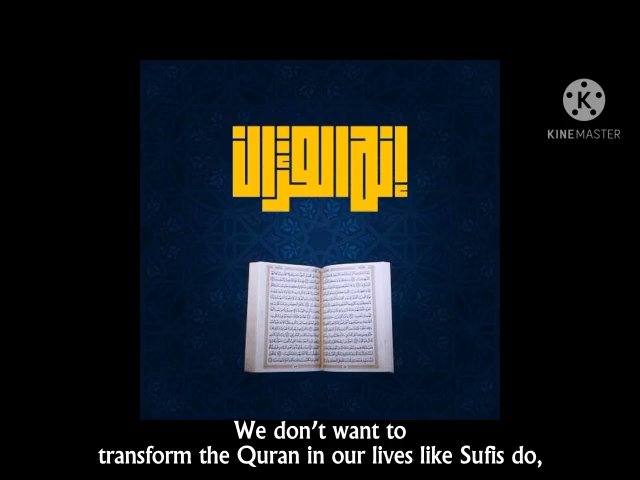 إنه القرآن
KINEMASTER
We don't want to
transform the Quran in our lives like Sufis do,